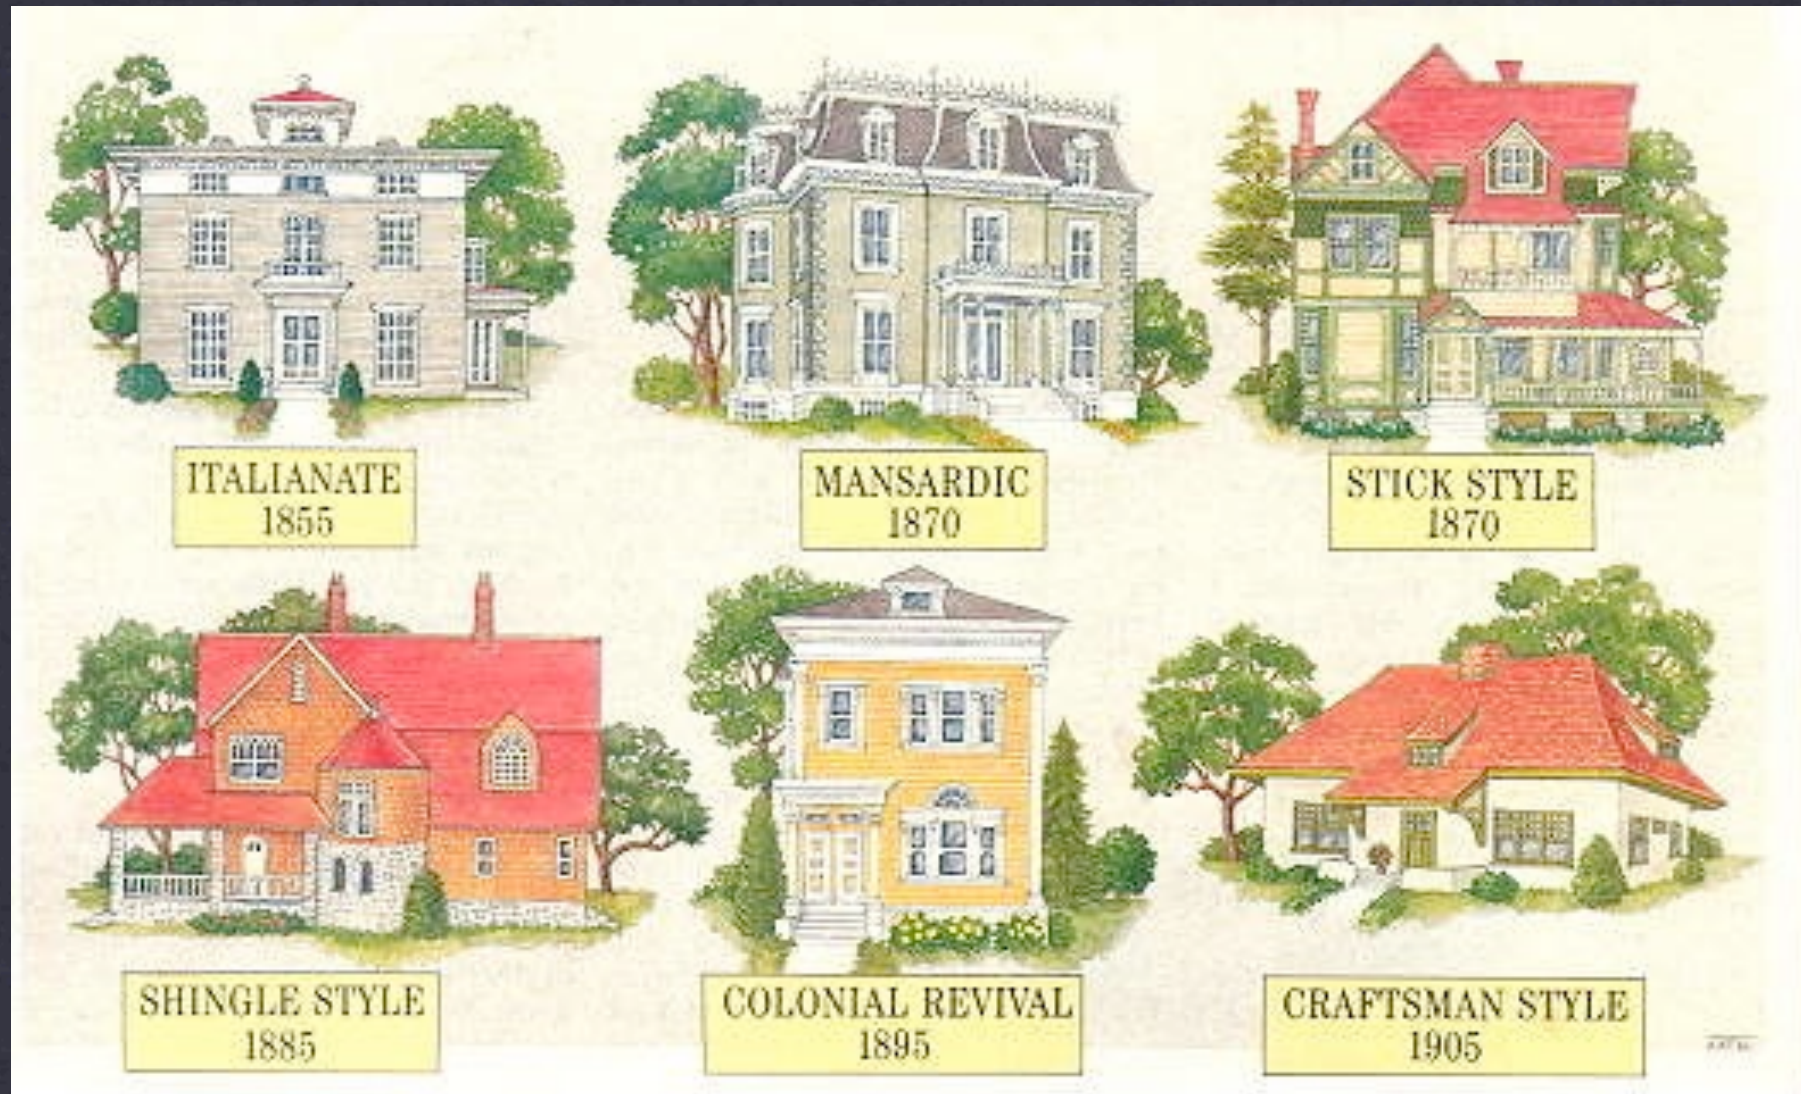 ITALIANATE
1855
MANSARDIC
1870
STICK STYLE
1870
SHINGLE STYLE
1885
COLONIAL REVIVAL
1895
CRAFTSMAN STYLE
1905